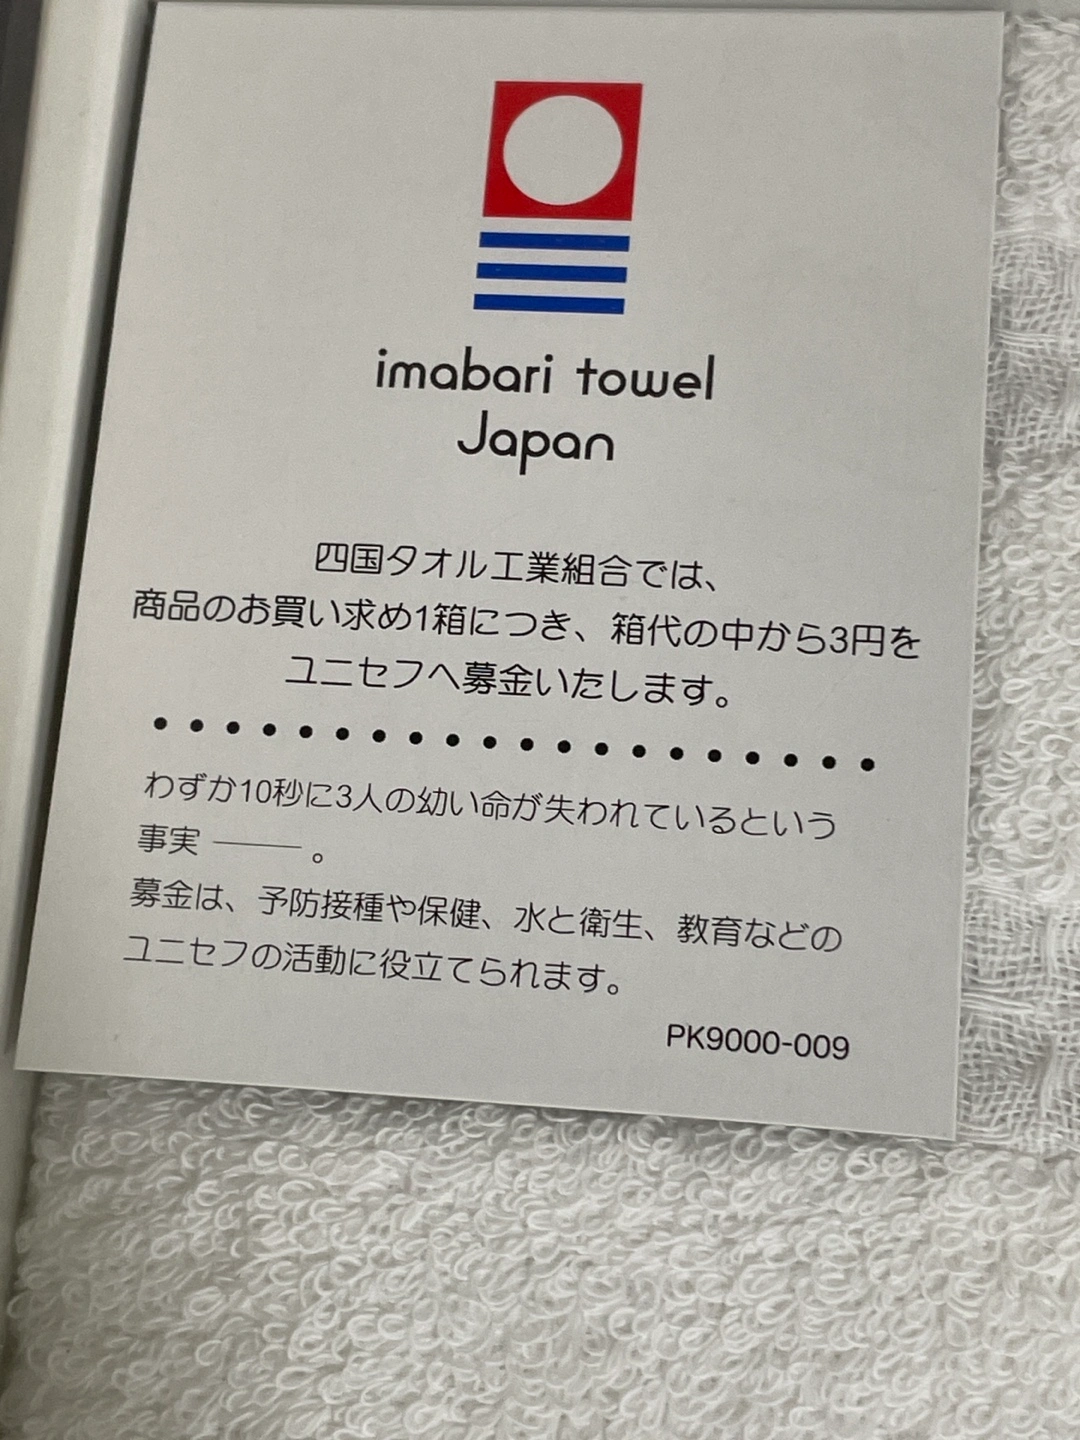 imabari towel
Japan
四国タオル工業組合では、
商品のお買い求め1箱につき、箱代の中から3円を
ユニセフへ募金いたします。
わずか10秒に3人の幼い命が失われているという
事実 ——— 。
募金は、予防接種や保健、水と衛生、教育などの
ユニセフの活動に役立てられます。
PK9000-009